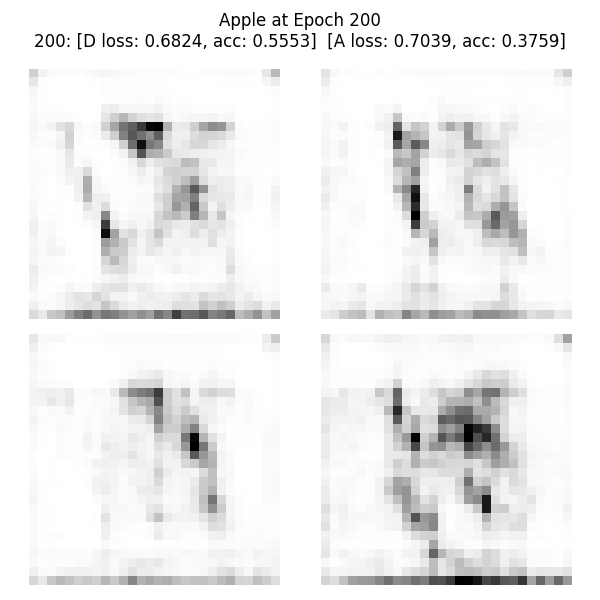 Apple at Epoch 200
200: [D loss: 0.6824, acc: 0.5553]  [A loss: 0.7039, acc: 0.3759]